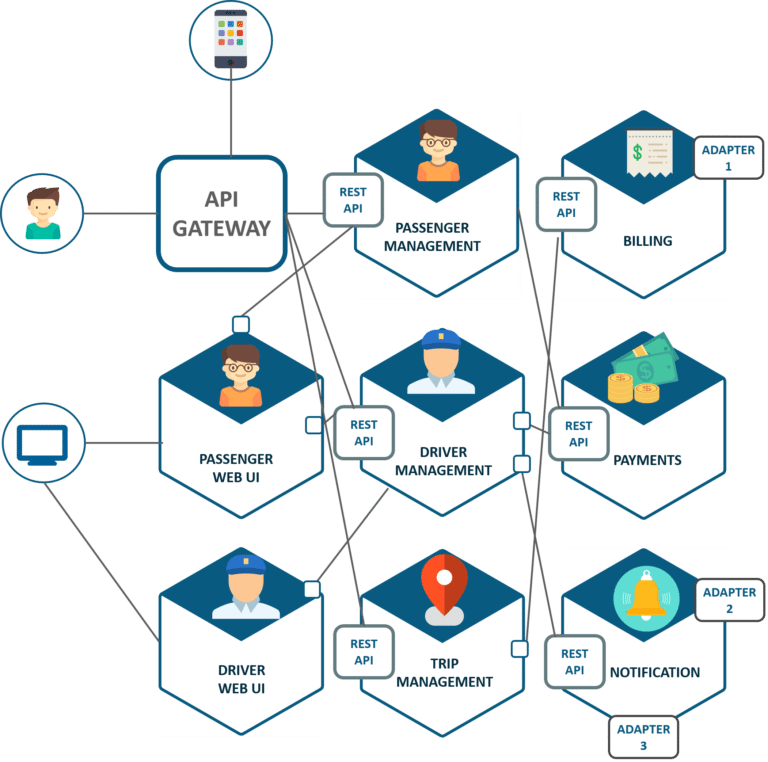 API
GATEWAY
REST
API
PASSENGER
MANAGEMENT
REST
API
BILLING
ADAPTER
1
PASSENGER
WEB UI
REST
API
DRIVER
MANAGEMENT
REST
API
PAYMENTS
DRIVER
WEB UI
REST
API
TRIP
MANAGEMENT
REST
API
NOTIFICATION
ADAPTER
2
ADAPTER
3